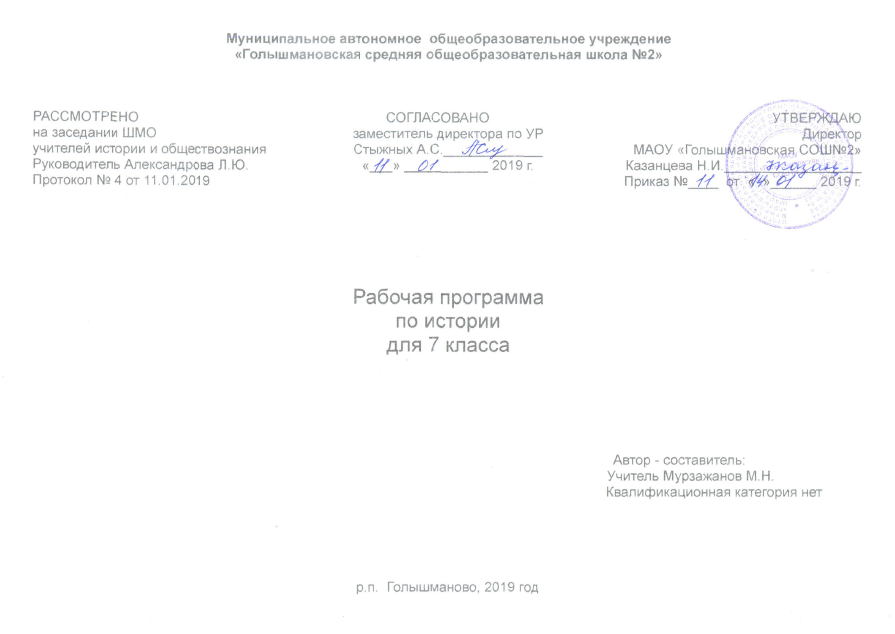 Муниципальное автономное общеобразовательное учреждение
«Голышмановская средняя общеобразовательная школа №2»
РАССМОТРЕНО
на заседании ШМО
учителей истории и обществознания
Руководитель Александрова Л.Ю.
Протокол № 4 от 11.01.2019
СОГЛАСОВАНО
заместитель директора по УР
Стыжных А.С.
«11» 01 2019 г.
УТВЕРЖДАЮ
Директор
МАОУ «Голышмановская СОШ№2»
Казанцева Н.И.
Приказ № 11 от «14» 01 2019 г.
Рабочая программа
по истории
для 7 класса
Автор - составитель:
Учитель Мурзажанов М.Н.
Квалификационная категория нет
р.п. Голышманово, 2019 год